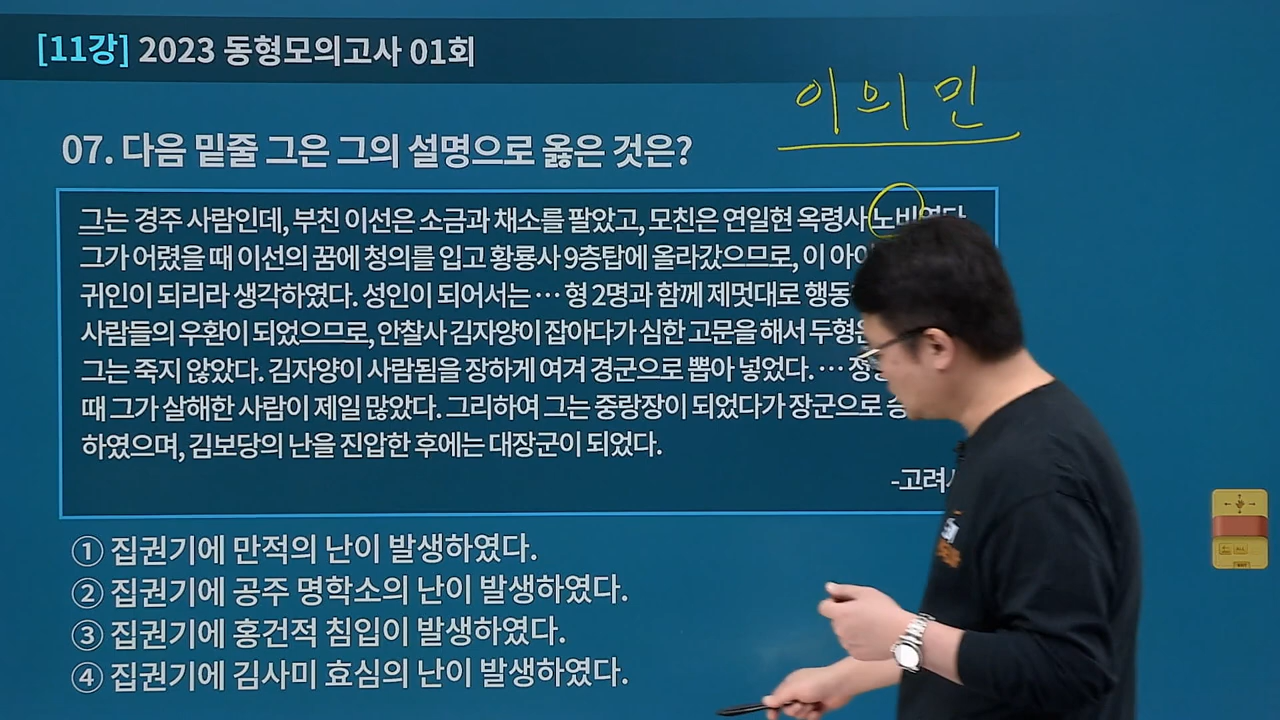 [11강] 2023 동형모의고사 01회
이의민
07. 다음 밑줄 그은 그의 설명으로 옳은 것은?
그는 경주 사람인데, 부친 이선은 소금과 채소를 팔았고, 모친은 연일현 옥령사 노비였다.
그가 어렸을 때 이선의 꿈에 청의를 입고 황룡사 9층탑에 올라갔으므로, 이
귀인이 되리라 생각하였다. 성인이 되어서는 … 형 2명과 함께 제멋대로
사람들의 우환이 되었으므로, 안찰사 김자양이 잡아다가 심한 고문을 해서
그는 죽지 않았다. 김자양이 사람됨을 장하게 여겨 경군으로 뽑아 넣었다. …
때 그가 살해한 사람이 제일 많았다. 그리하여 그는 중랑장이 되었다가 장군으로
하였으며, 김보당의 난을 진압한 후에는 대장군이 되었다.
① 집권기에 만적의 난이 발생하였다.
② 집권기에 공주 명학소의 난이 발생하였다.
③ 집권기에 홍건적 침입이 발생하였다.
④ 집권기에 김사미 효심의 난이 발생하였다.